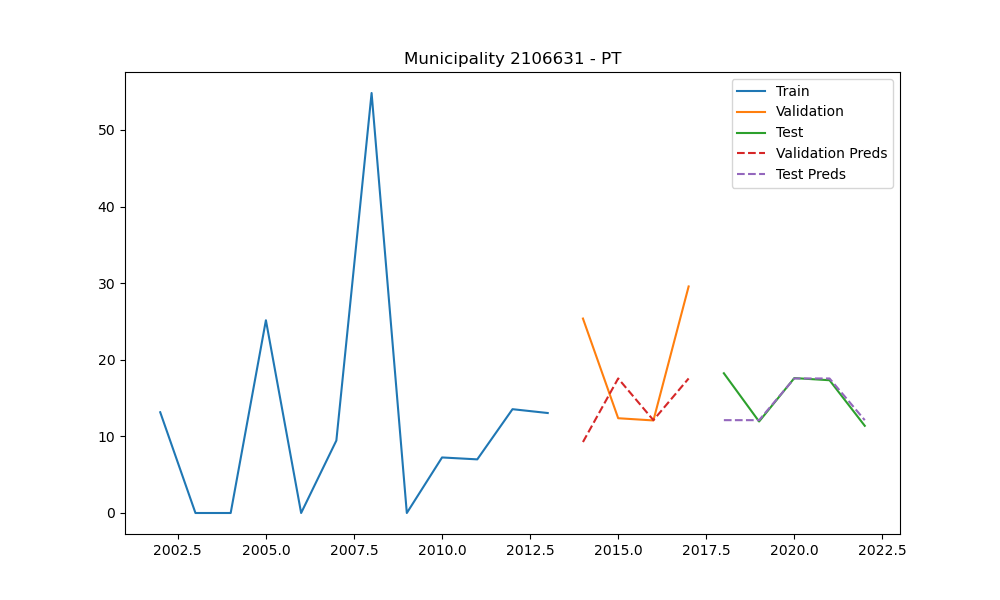 Municipality 2106631 - PT
Train
Validation
Test
Validation Preds
Test Preds
50
40
30
20
10
0
2002.5 2005.0 2007.5 2010.0 2012.5 2015.0 2017.5 2020.0 2022.5